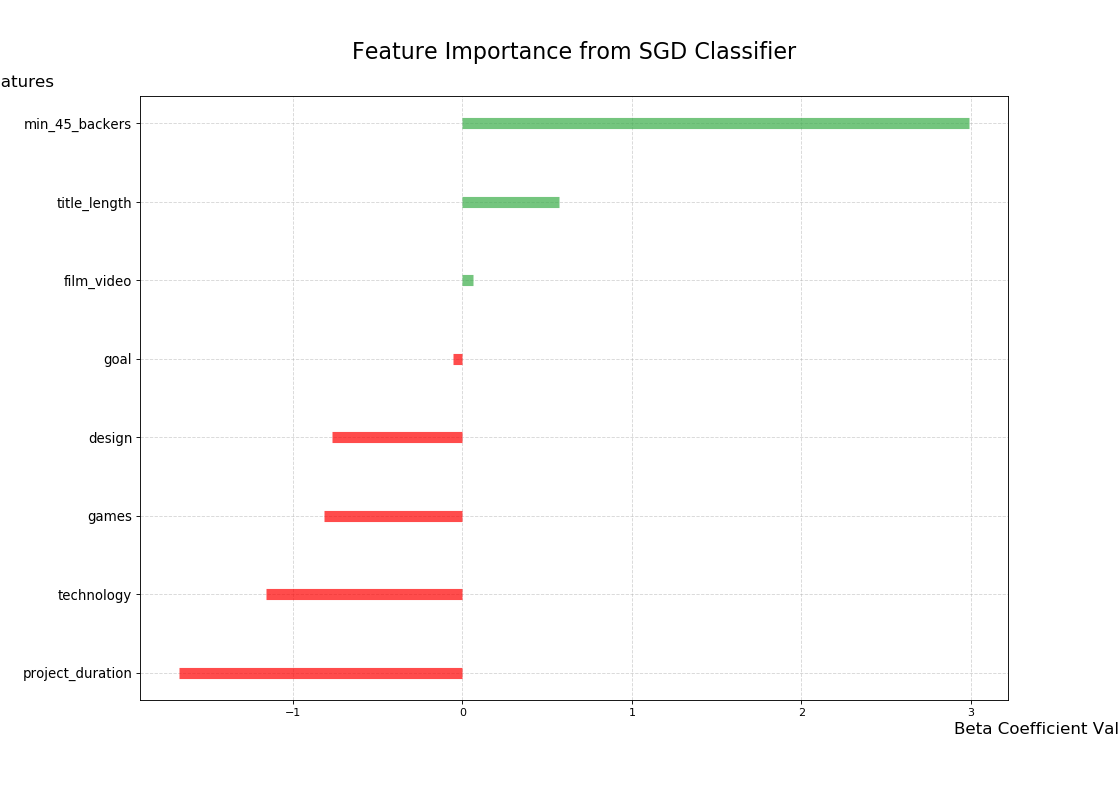 Feature Importance from SGD Classifier
atures
min_45_backers
title_length
film_video
goal
design
games
technology
project_duration
−1 0 1 2 3
Beta Coefficient Val